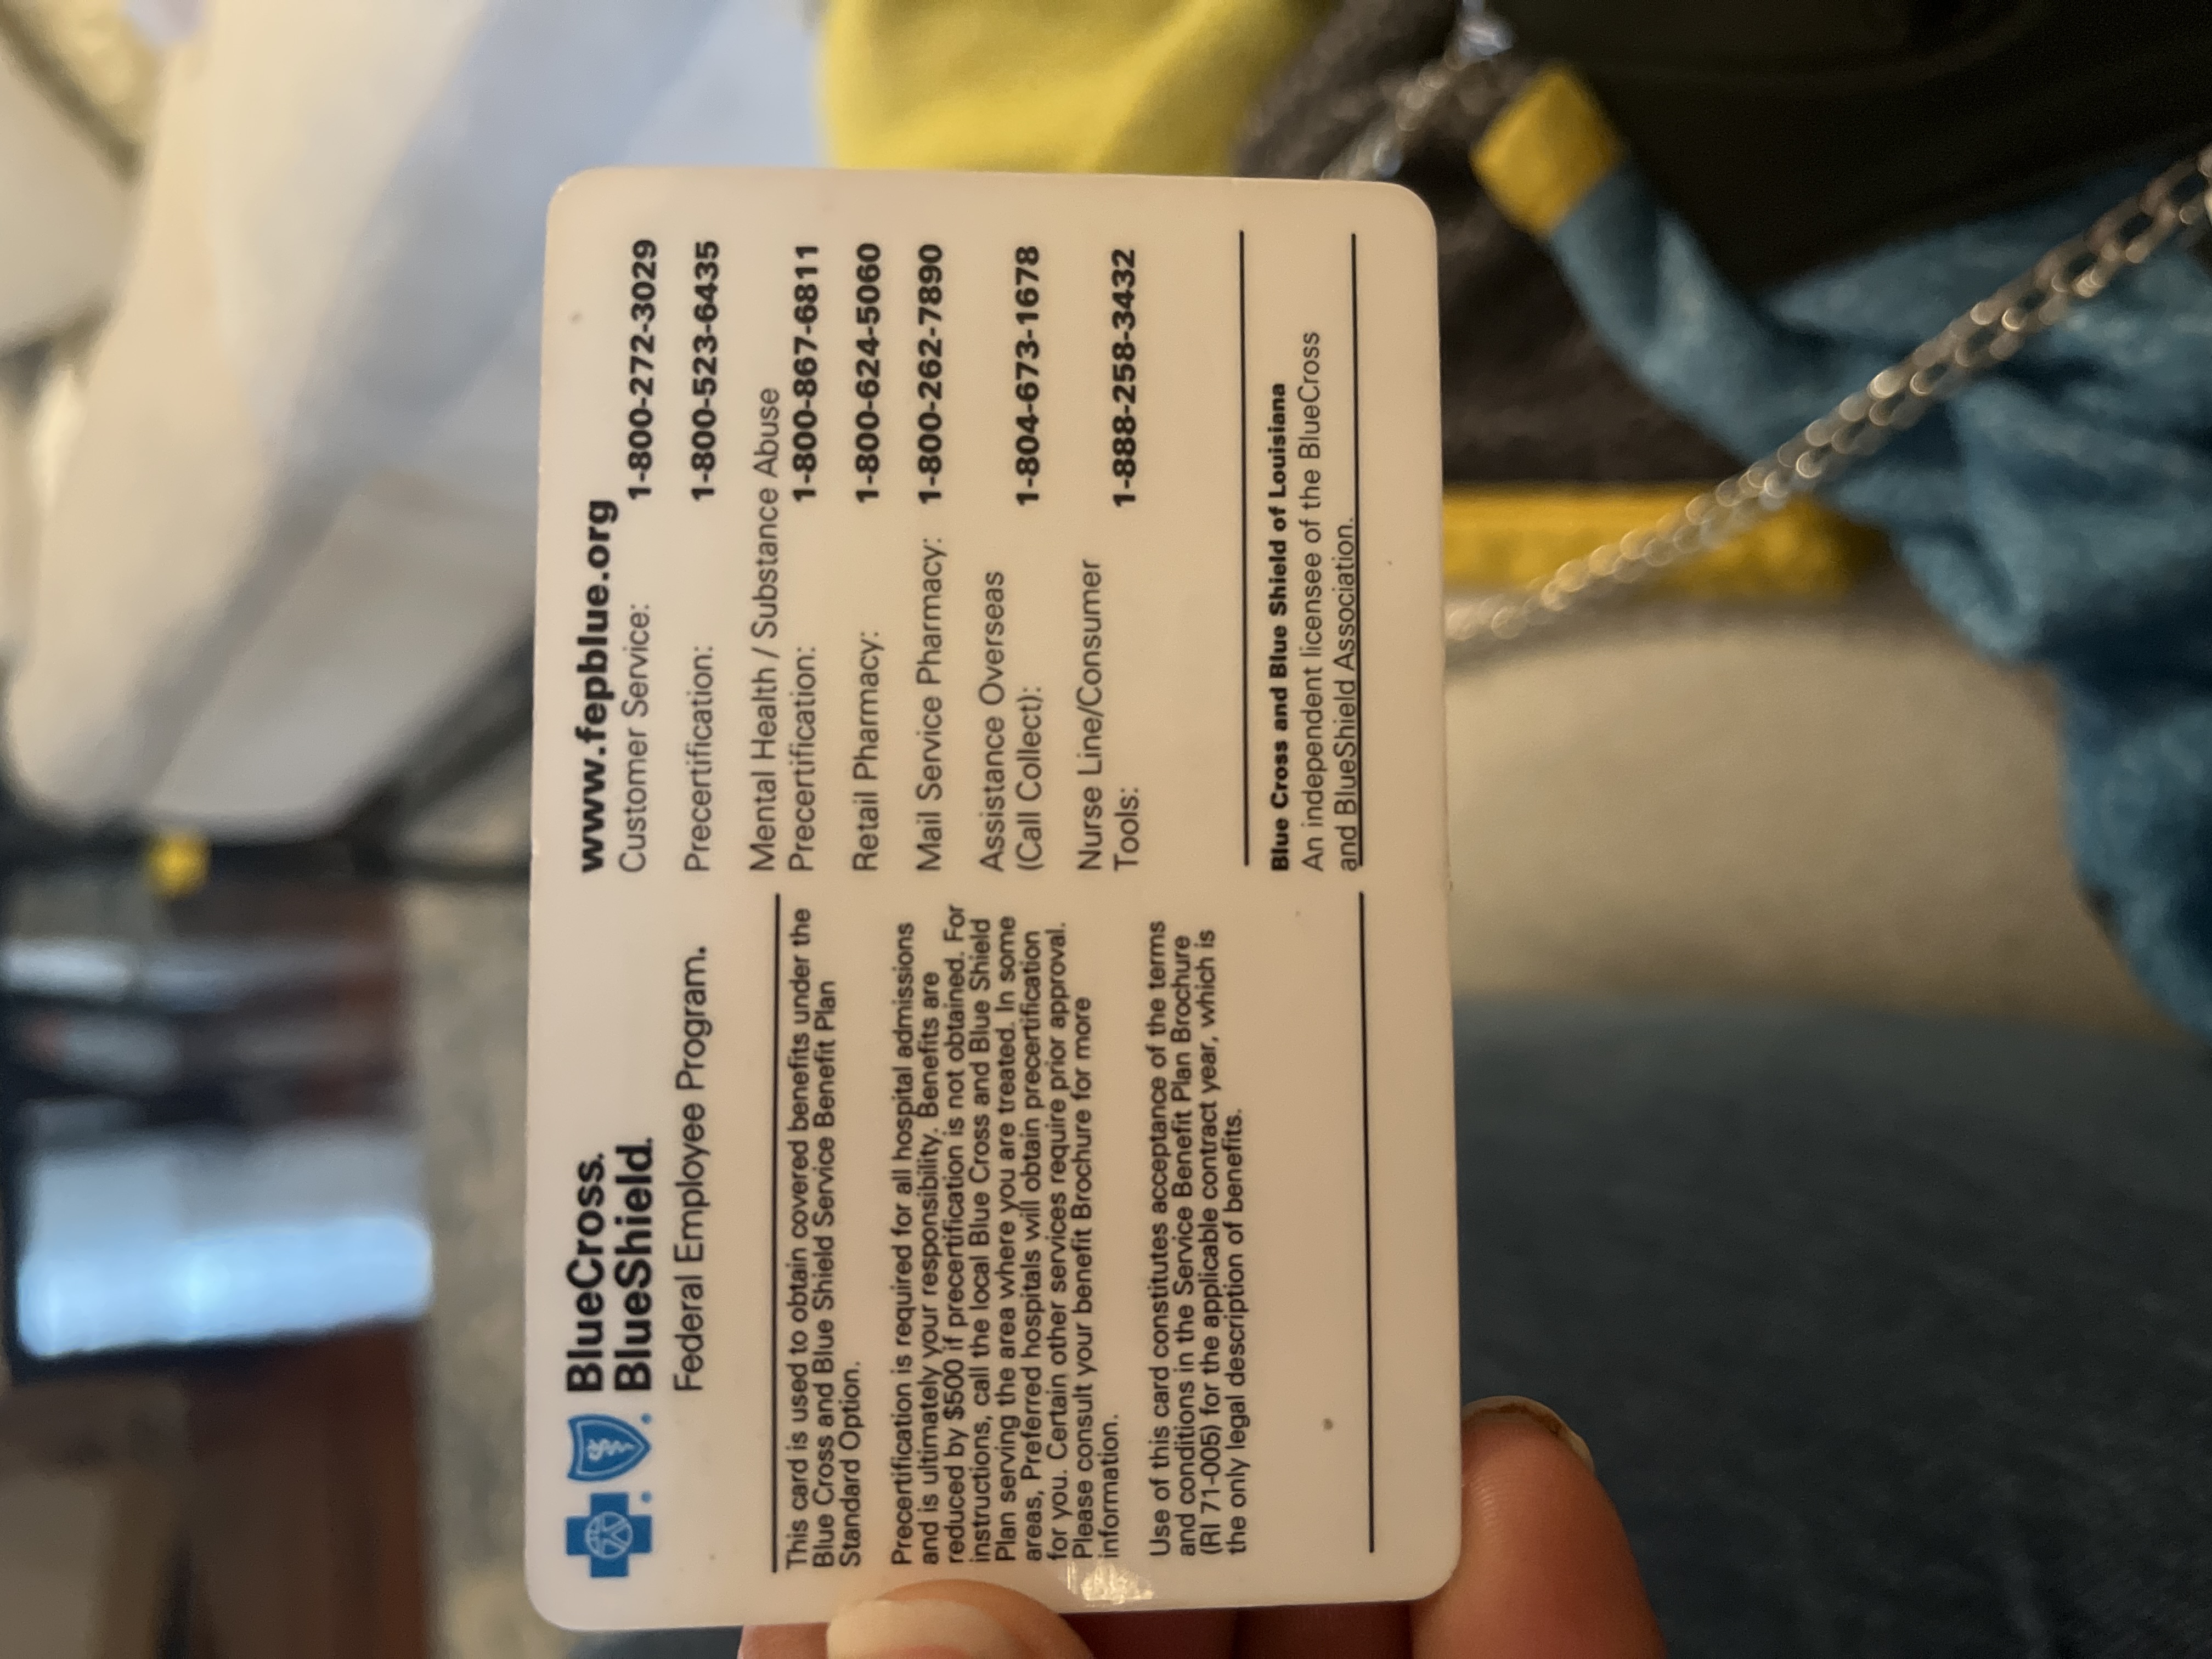 BlueCross.
BlueShield.
Federal Employee Program.
This card is used to obtain covered benefits under the
Blue Cross and Blue Shield Service Benefit Plan
Standard Option.
Precertification is required for all hospital admissions
and is ultimately your responsibility. Benefits are
reduced by $500 if precertification is not obtained. For
instructions, call the local Blue Cross and Blue Shield
Plan serving the area where you are treated. In some
areas, Preferred hospitals will obtain precertification
for you. Certain other services require prior approval.
Please consult your benefit Brochure for more
information.
Use of this card constitutes acceptance of the terms
and conditions in the Service Benefit Plan Brochure
(RI 71-005) for the applicable contract year, which is
the only legal description of benefits.
www.fepblue.org
Customer Service: 1-800-272-3029
Precertification: 1-800-523-6435
Mental Health / Substance Abuse
Precertification: 1-800-867-6811
Retail Pharmacy: 1-800-624-5060
Mail Service Pharmacy: 1-800-262-7890
Assistance Overseas
(Call Collect): 1-804-673-1678
Nurse Line/Consumer
Tools: 1-888-258-3432
Blue Cross and Blue Shield of Louisiana
An independent licensee of the BlueCross
and BlueShield Association.